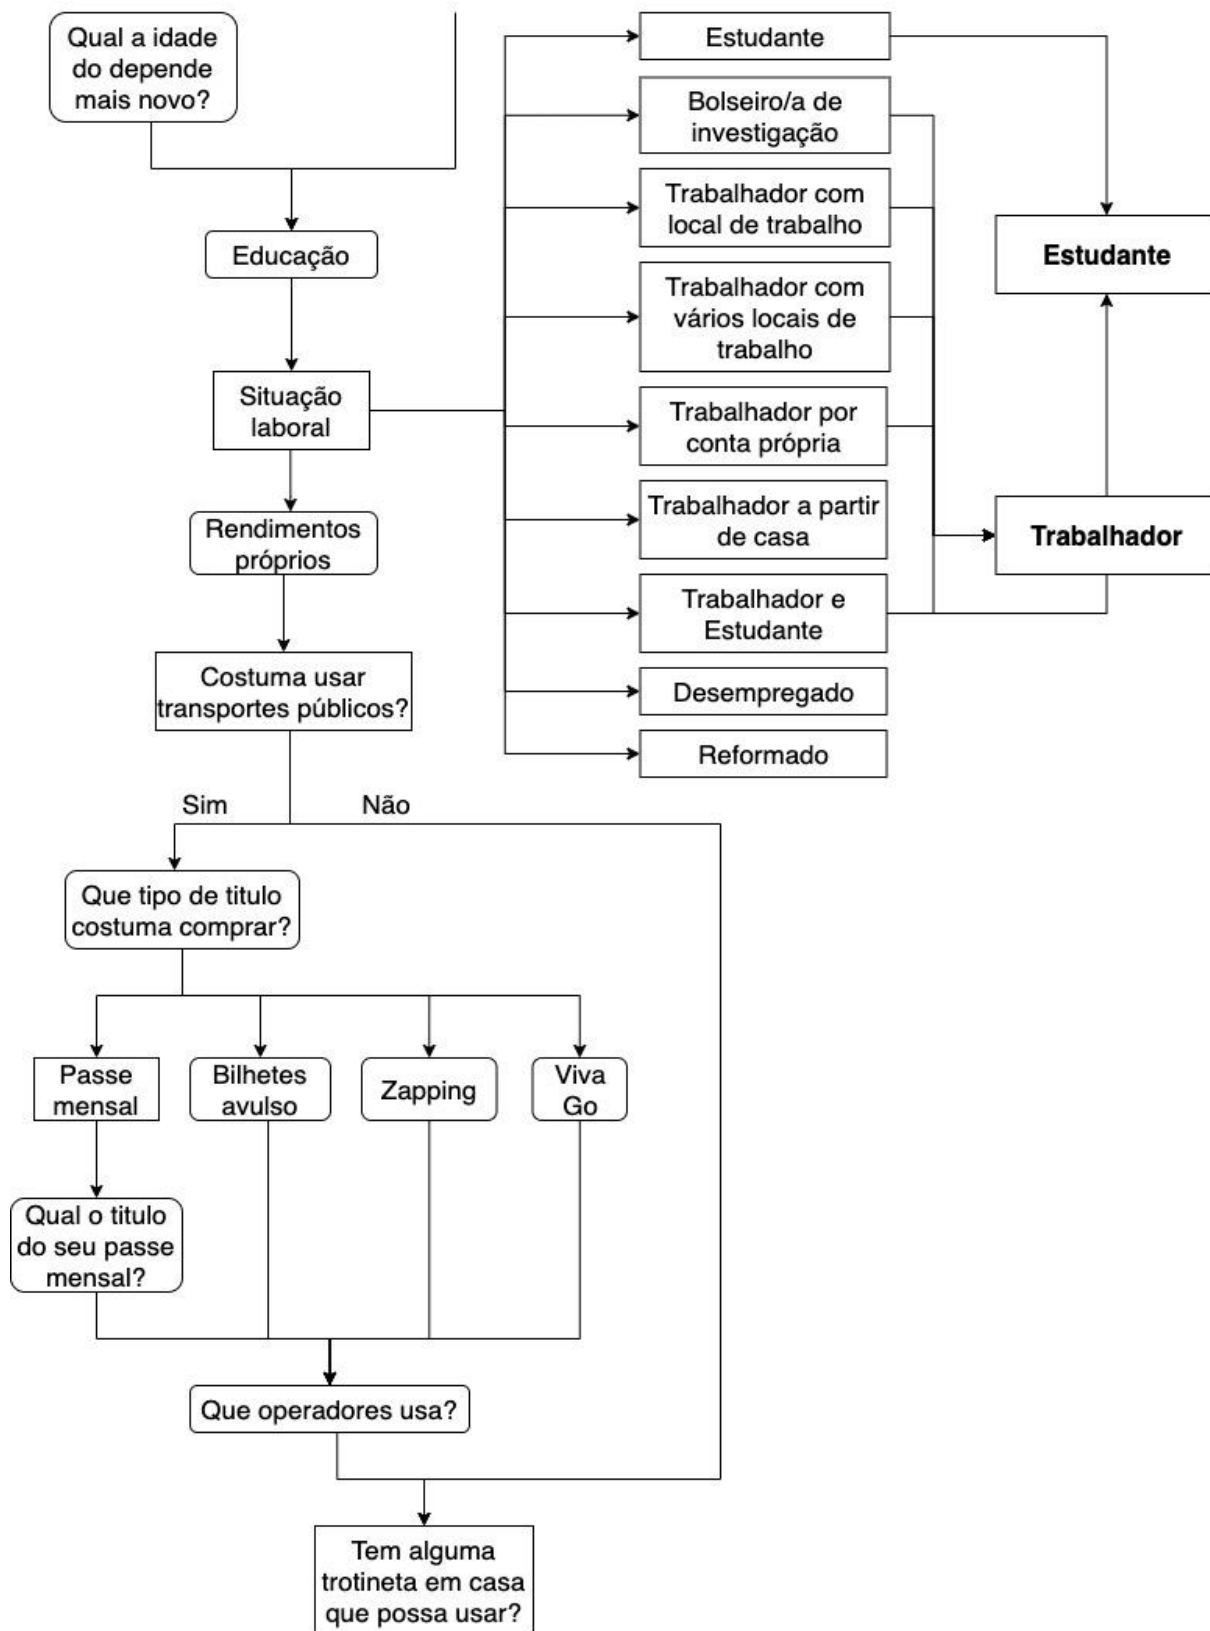 Qual a idade
do depende
mais novo?
Educação
Situação
laboral
Rendimentos
próprios
Costuma usar
transportes públicos?
Sim
Não
Que tipo de titulo
costuma comprar?
Passe
mensal
Bilhetes
avulso
Zapping
Viva
Go
Qual o titulo
do seu passe
mensal?
Que operadores usa?
Tem alguma
trotineta em casa
que possa usar?
Estudante
Bolseiro/a de
investigação
Trabalhador com
local de trabalho
Trabalhador com
vários locais de
trabalho
Trabalhador por
conta própria
Trabalhador a partir
de casa
Trabalhador e
Estudante
Desempregado
Reformado
Estudante
Trabalhador